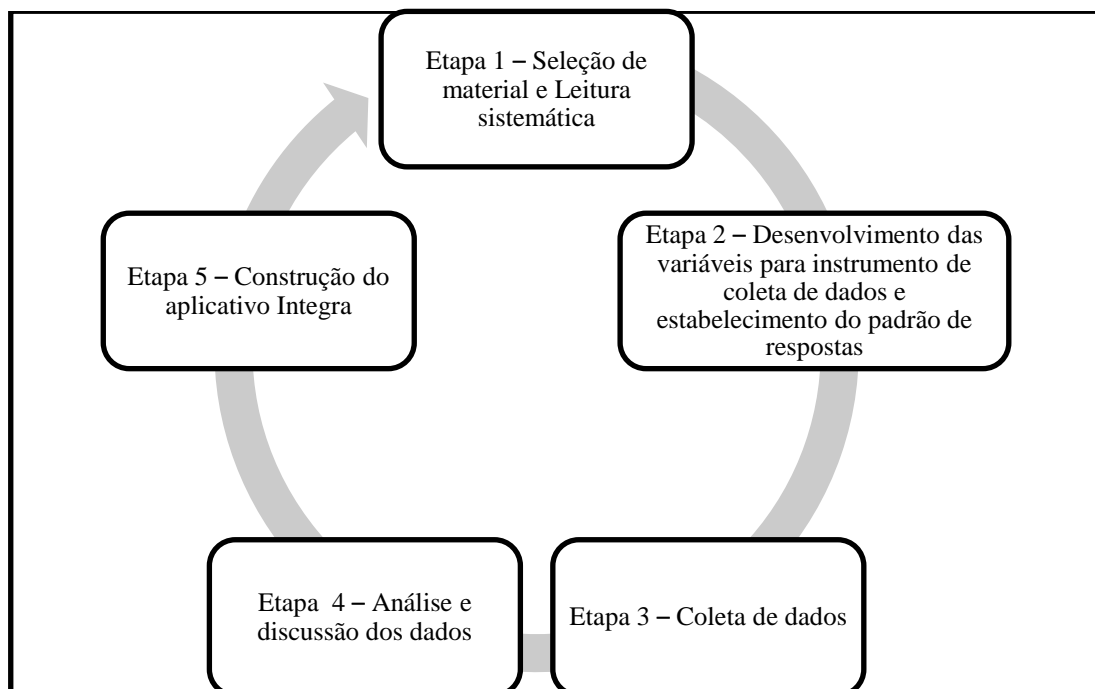 Etapa 1 – Seleção de
material e Leitura
sistemática
Etapa 2 – Desenvolvimento das
variáveis para instrumento de
coleta de dados e
estabelecimento do padrão de
respostas
Etapa 3 – Coleta de dados
Etapa 4 – Análise e
discussão dos dados
Etapa 5 – Construção do
aplicativo Integra